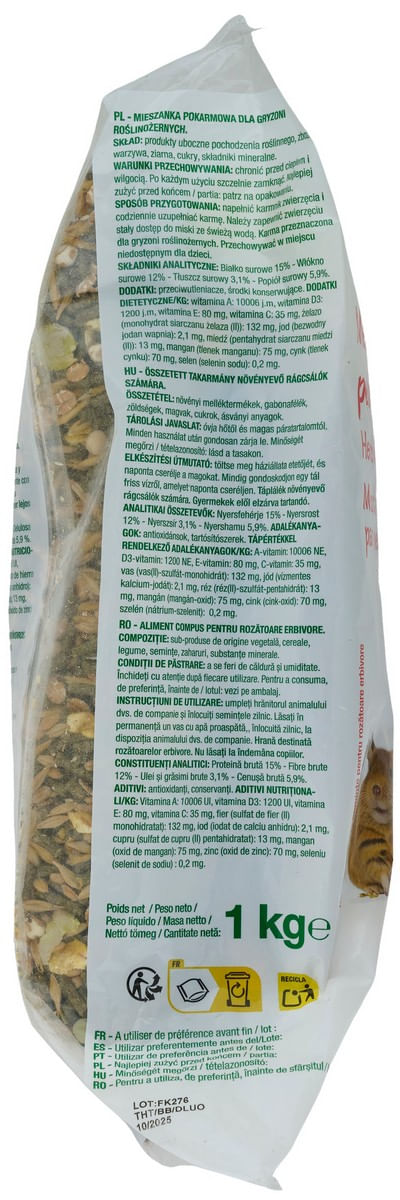 PL - MIESZANKA POKARMOWA DLA GRYZONI
ROŚLINOŻERNYCH.
SKŁAD: produkty uboczne pochodzenia roślinnego,
warzywa, ziarna, cukry, składniki mineralne.
WARUNKI PRZECHOWYWANIA: chronić przed ciepłem i
wilgocią. Po każdym użyciu szczelnie zamknąć. Najlepiej
zużyć przed końcem / partia: patrz na opakowaniu.
SPOSÓB PRZYGOTOWANIA: napełnić karmnik zwierzęcia i
codziennie uzupełniać karmę. Należy zapewnić zwierzęciu
stały dostęp do miski ze świeżą wodą. Karma przeznaczona
dla gryzoni roślinożernych. Przechowywać w miejscu
niedostępnym dla dzieci.
SKŁADNIKI ANALITYCZNE: Białko surowe 15% - Włókno
surowe 12% - Tłuszcz surowy 3,1% - Popiół surowy 5,9%.
DODATKI: przeciwutleniacze, środki konserwujące. DODATKI
DIETETYCZNE/KG: witamina A: 10006 j.m, witamina D3:
1200 j.m, witamina E: 80 mg, witamina C: 35 mg, żelazo
(monohydrat siarczanu żelaza (II)): 132 mg, jod (bezwodny
jodan wapnia): 2,1 mg, miedź (pentahydrat siarczanu miedzi
(II)): 13 mg, mangan (tlenek manganu): 75 mg, cynk (tlenek
cynku): 70 mg, selen (selenin sodu): 0,2 mg.
HU - ÖSSZETETT TAKARMÁNY NÖVÉNYEVŐ RÁGCSÁLÓK
SZÁMÁRA.
ÖSSZETÉTEL: növényi melléktermékek, gabonafélék,
zöldségek, magvak, cukrok, ásványi anyagok.
TÁROLÁSI JAVASLAT: óvja hőtől és magas páratartalomtól.
Minden használat után gondosan zárja le. Minőségét
megőrzi / tételazonosító: lásd a tasakon.
ELKÉSZÍTÉSI ÚTMUTATÓ: töltse meg háziállata etetőjét, és
naponta cserélje a magokat. Mindig gondoskodjon egy tál
friss vízről, amelyet naponta cseréljen. Táplálék növényevő
rágcsálók számára. Gyermekek elől elzárva tartandó.
ANALITIKAI ÖSSZETEVŐK: Nyersfehérje 15% - Nyersrost
12% - Nyerszsír 3,1% - Nyershamu 5,9%. ADALÉKANYA-
GOK: antioxidánsok, tartósítószerek. TÁPÉRTÉKKEL
RENDELKEZŐ ADALÉKANYAGOK/KG: A-vitamin: 10006 NE,
D3-vitamin: 1200 NE, E-vitamin: 80 mg, C-vitamin: 35 mg,
vas (vas(II)-szulfát-monohidrát): 132 mg, jód (vízmentes
kalcium-jodát): 2,1 mg, réz (réz(II)-szulfát-pentahidrát): 13
mg, mangán (mangán-oxid): 75 mg, cink (cink-oxid): 70 mg,
szelén (nátrium-szelenit): 0,2 mg.
RO - ALIMENT COMPUS PENTRU ROZĂTOARE ERBIVORE.
COMPOZIȚIE: sub-produse de origine vegetală, cereale,
legume, semințe, zaharuri, substanțe minerale.
CONDIȚII DE PĂSTRARE: a se feri de căldură și umiditate.
Închideți cu atenție după fiecare utilizare. Pentru a consuma,
de preferință, înainte de / lotul: vezi pe ambalaj.
INSTRUCȚIUNI DE UTILIZARE: umpleți hrănitorul animalului
dvs. de companie și înlocuiți semințele zilnic. Lăsați în
permanență un vas cu apă proaspătă,, înlocuită zilnic, la
dispoziția animalului dvs. de companie. Hrană destinată
rozătoarelor erbivore. Nu lăsați la îndemâna copiilor.
CONSTITUENȚI ANALITICI: Proteină brută 15% - Fibre brute
12% - Ulei și grăsimi brute 3,1% - Cenușă brută 5,9%.
ADITIVI: antioxidanți, conservanți. ADITIVI NUTRIȚIONA-
LI/KG: Vitamina A: 10006 UI, vitamina D3: 1200 UI, vitamina
E: 80 mg, vitamina C: 35 mg, fier (sulfat de fier (II)
monohidratat): 132 mg, iod (iodat de calciu anhidru): 2,1 mg,
cupru (sulfat de cupru (II) pentahidratat): 13 mg, mangan
(oxid de mangan): 75 mg, zinc (oxid de zinc): 70 mg, seleniu
(selenit de sodiu) : 0,2 mg.
pentru rozătoare erbivore
Poids net / Peso neto /
Peso líquido / Masa netto /
Nettó tömeg / Cantitate netă:
1 kg e
FR
RECICLA
FR - A utiliser de préférence avant fin / lot :
ES - Utilizar preferentemente antes del/Lote:
PT - Utilizar de preferência antes de / lote:
PL - Najlepiej zużyć przed końcem / partia:
HU - Minőségét megőrzi / tételazonosító:
RO - Pentru a utiliza, de preferință, înainte de sfârșitul/
LOT:FK276
THT/BB/DLUO
10/2025